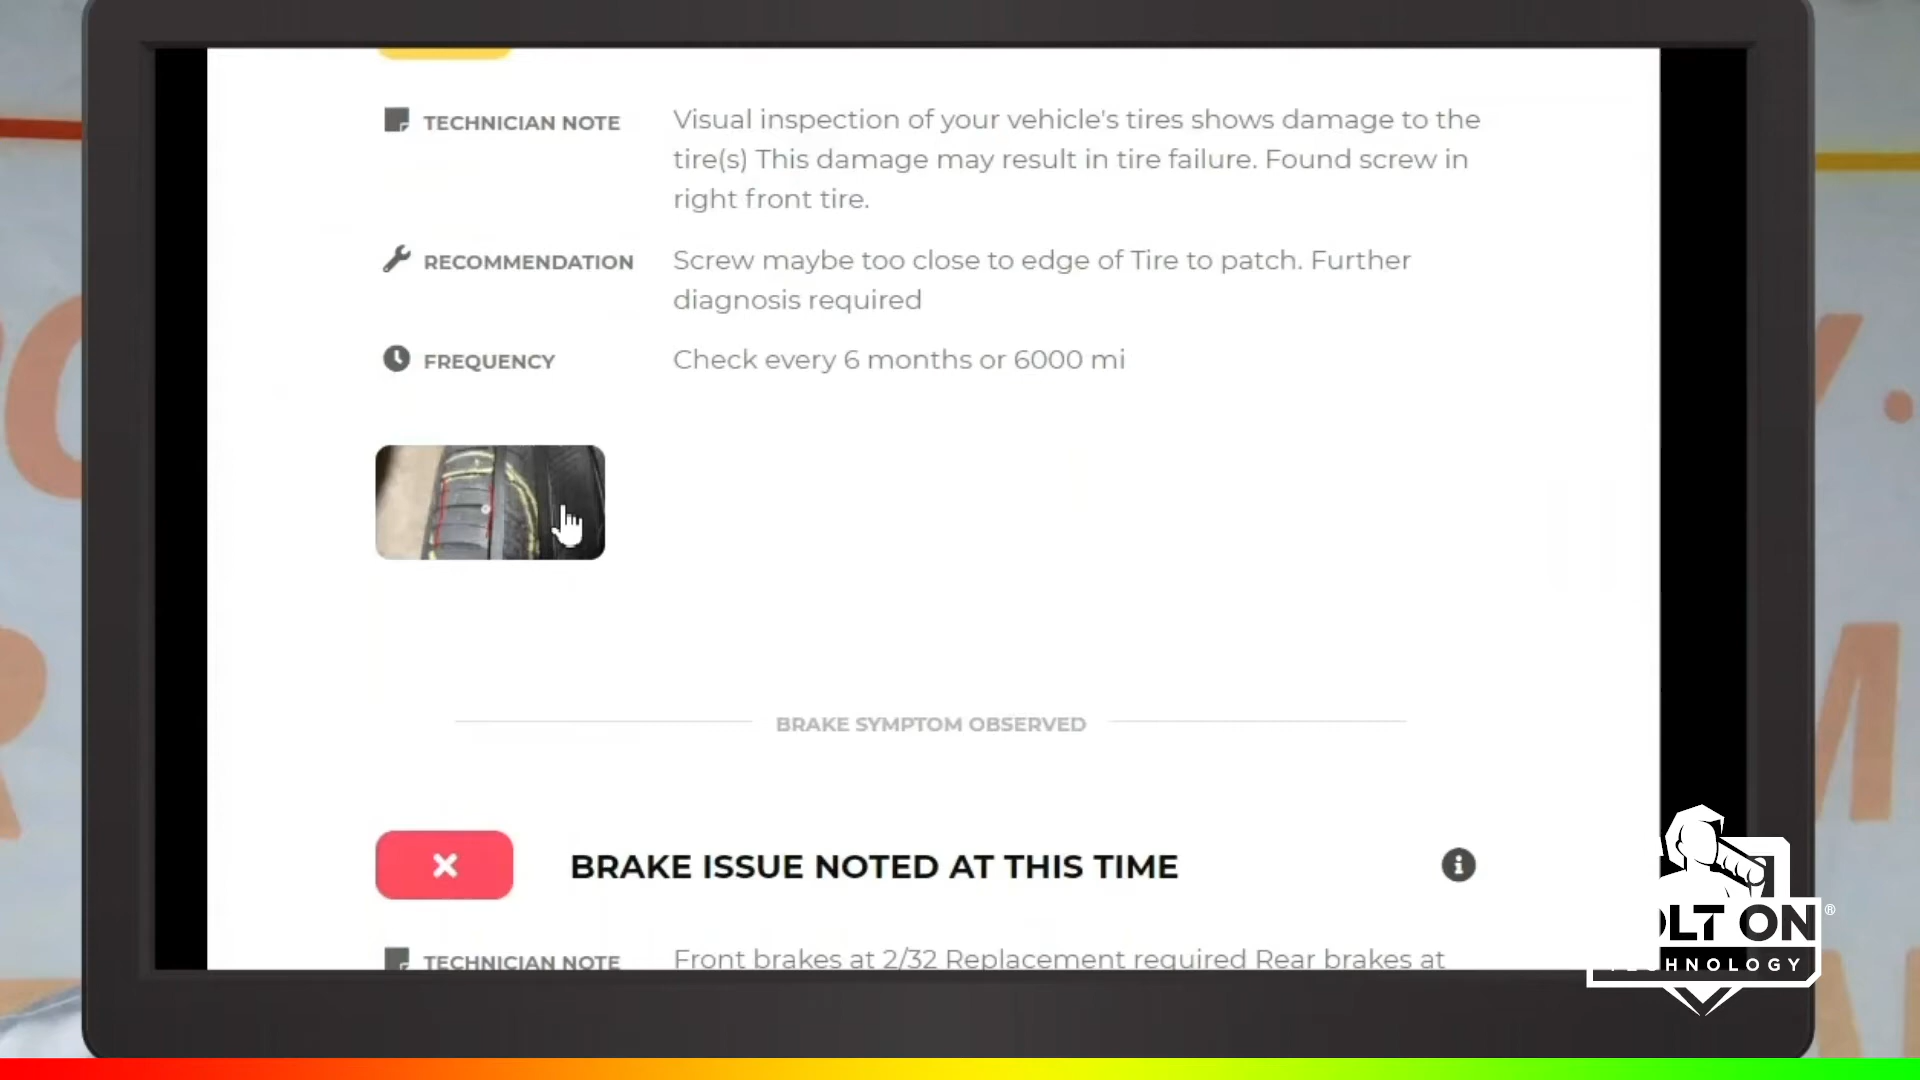 TECHNICIAN NOTE
Visual inspection of your vehicle's tires shows damage to the
tire(s) This damage may result in tire failure. Found screw in
right front tire.
RECOMMENDATION
Screw maybe too close to edge of Tire to patch. Further
diagnosis required
FREQUENCY
Check every 6 months or 6000 mi
BRAKE SYMPTOM OBSERVED
BRAKE ISSUE NOTED AT THIS TIME
TECHNICIAN NOTE
Front brakes at 2/32 Replacement required Rear brakes at
LT ON®
HNOLOGY